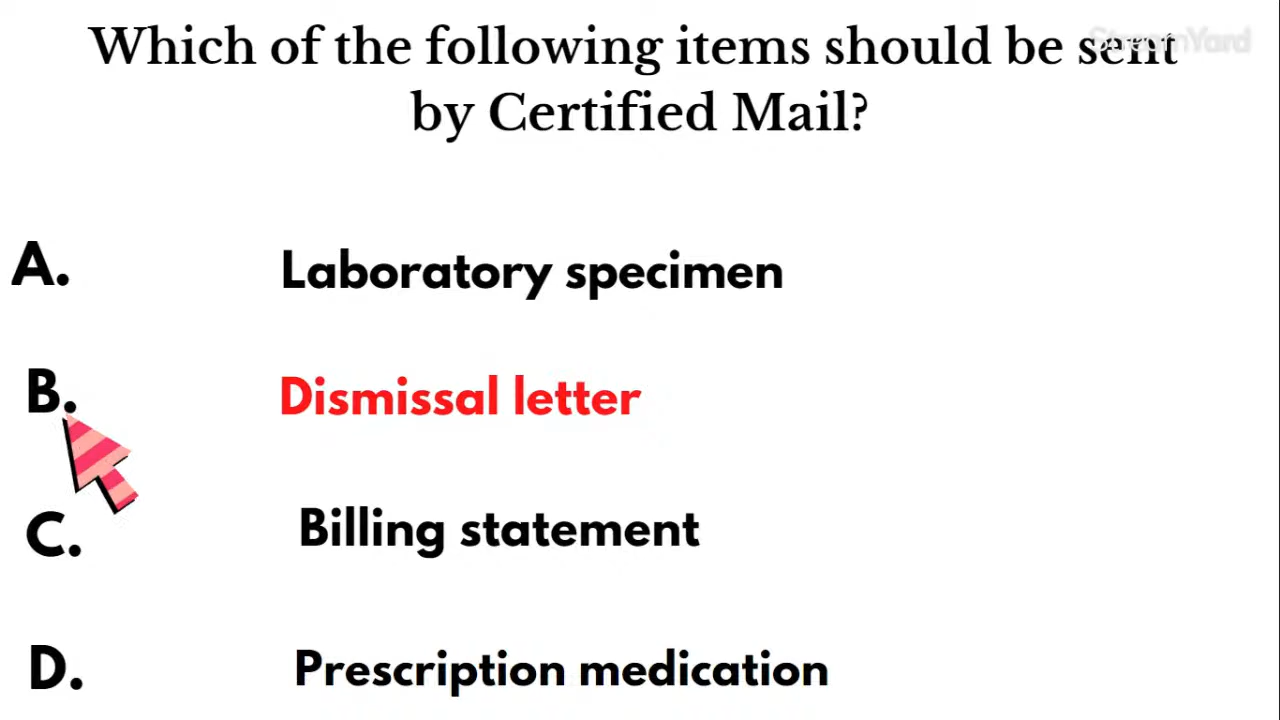 Which of the following items should be sent
by Certified Mail?
StreamYard
A. Laboratory specimen
B. Dismissal letter
C. Billing statement
D. Prescription medication